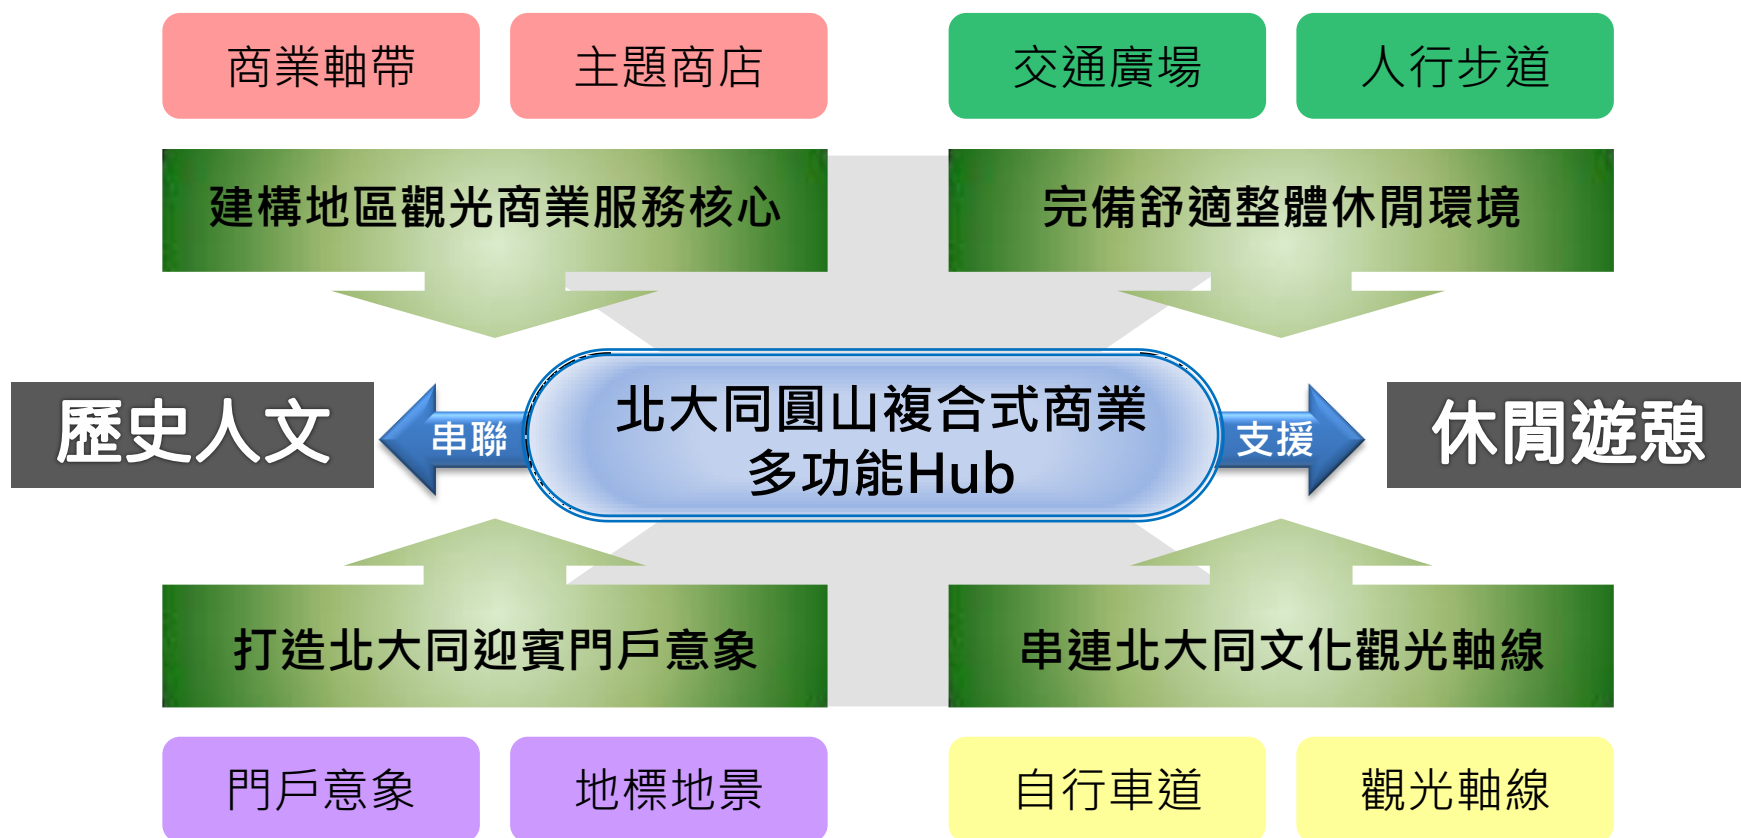 商業軸帶
主題商店
交通廣場
人行步道
建構地區觀光商業服務核心
完備舒適整體休閒環境
歷史人文
串聯
北大同圓山複合式商業
多功能Hub
支援
休閒遊憩
打造北大同迎賓門戶意象
串連北大同文化觀光軸線
門戶意象
地標地景
自行車道
觀光軸線